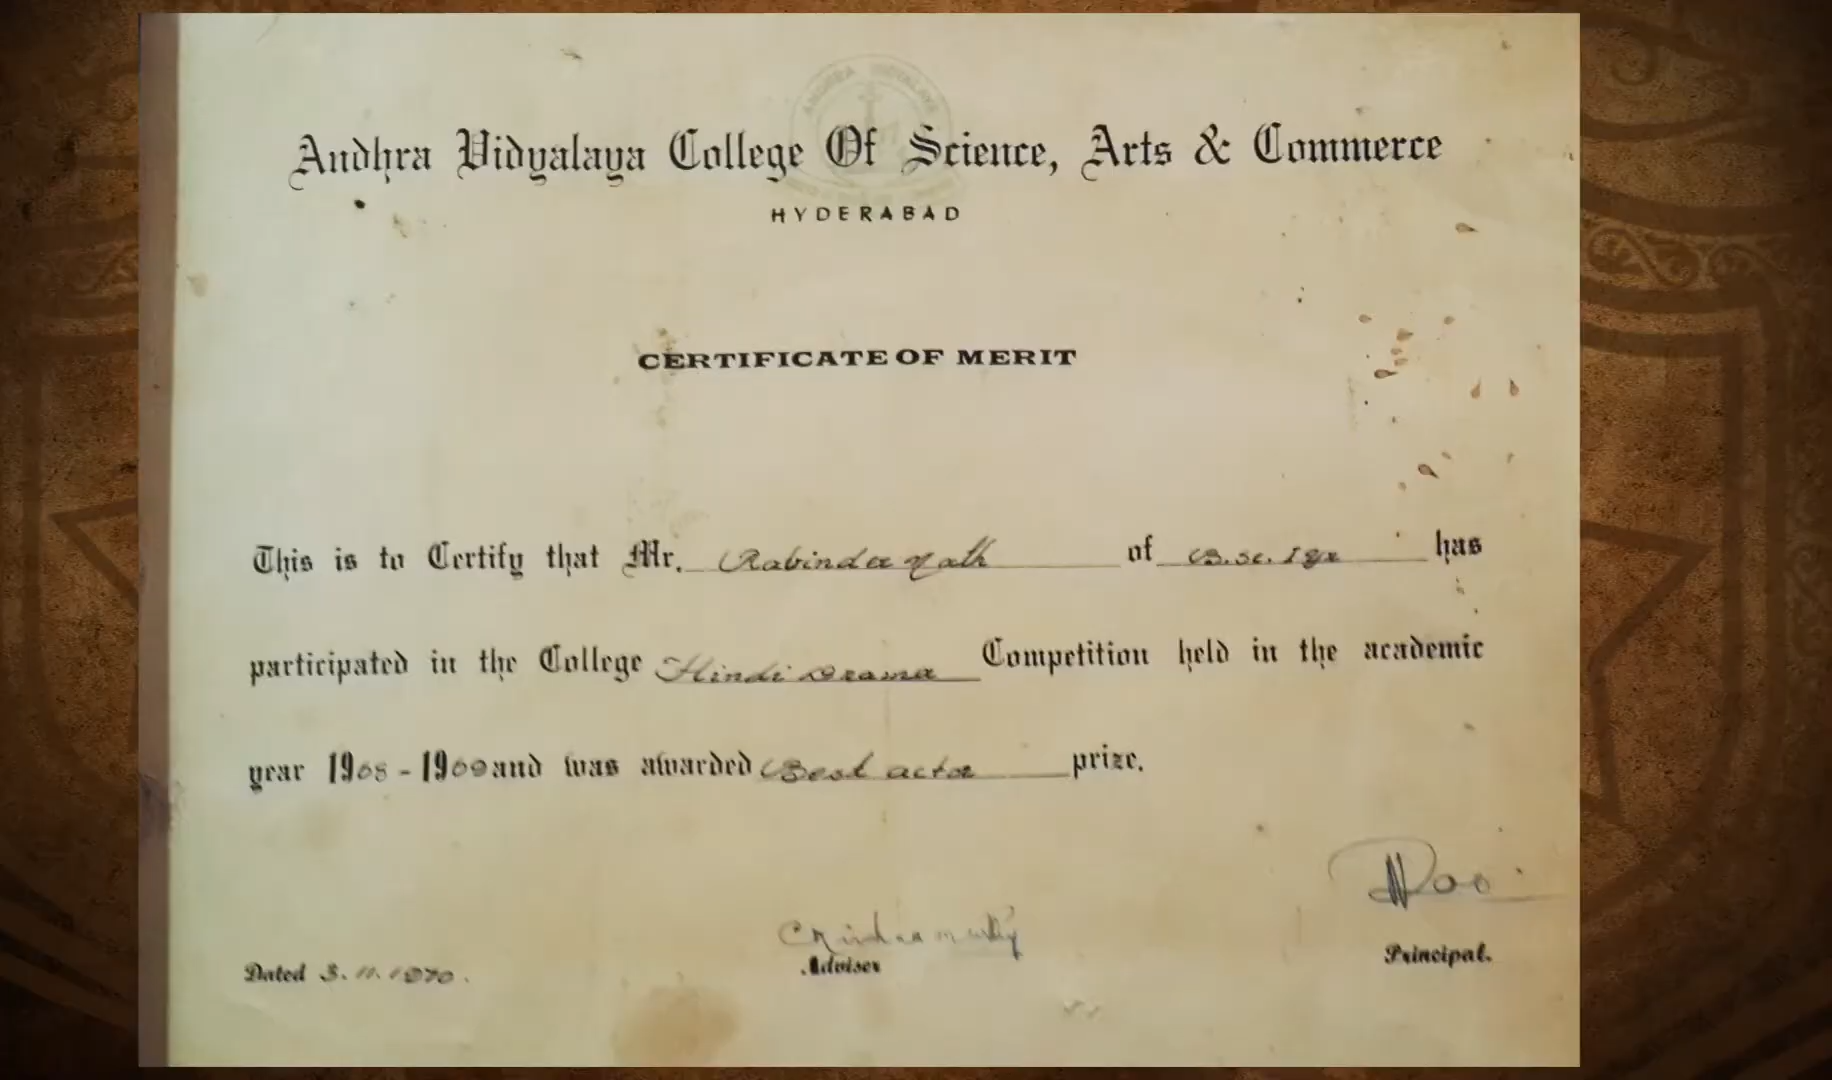 Andhra Vidyalaya College Of Science, Arts & Commerce
HYDERABAD
CERTIFICATE OF MERIT
This is to Certify that Mr. Rabinder Nath of B.Sc. I yr has
participated in the College Hindi Drama Competition held in the academic
year 1968 - 1969 and was awarded Best actor prize.
Adviser
Principal.
Dated 3.11.1970.